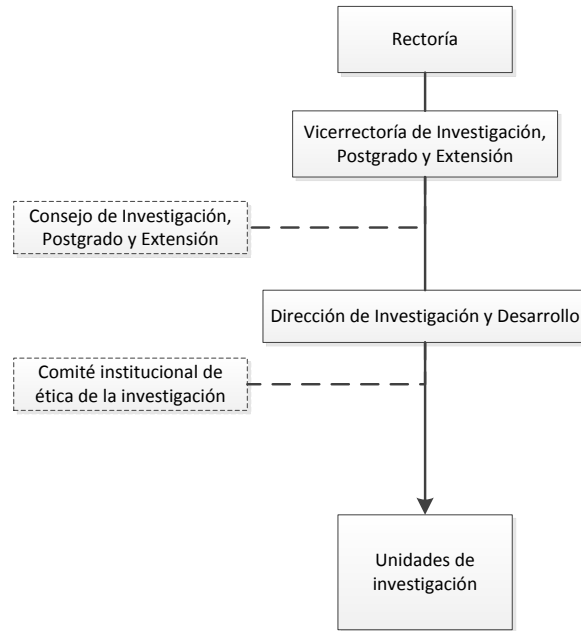 Rectoría
Vicerrectoría de Investigación,
Postgrado y Extensión
Consejo de Investigación,
Postgrado y Extensión
Dirección de Investigación y Desarrollo
Comité institucional de
ética de la investigación
Unidades de
investigación